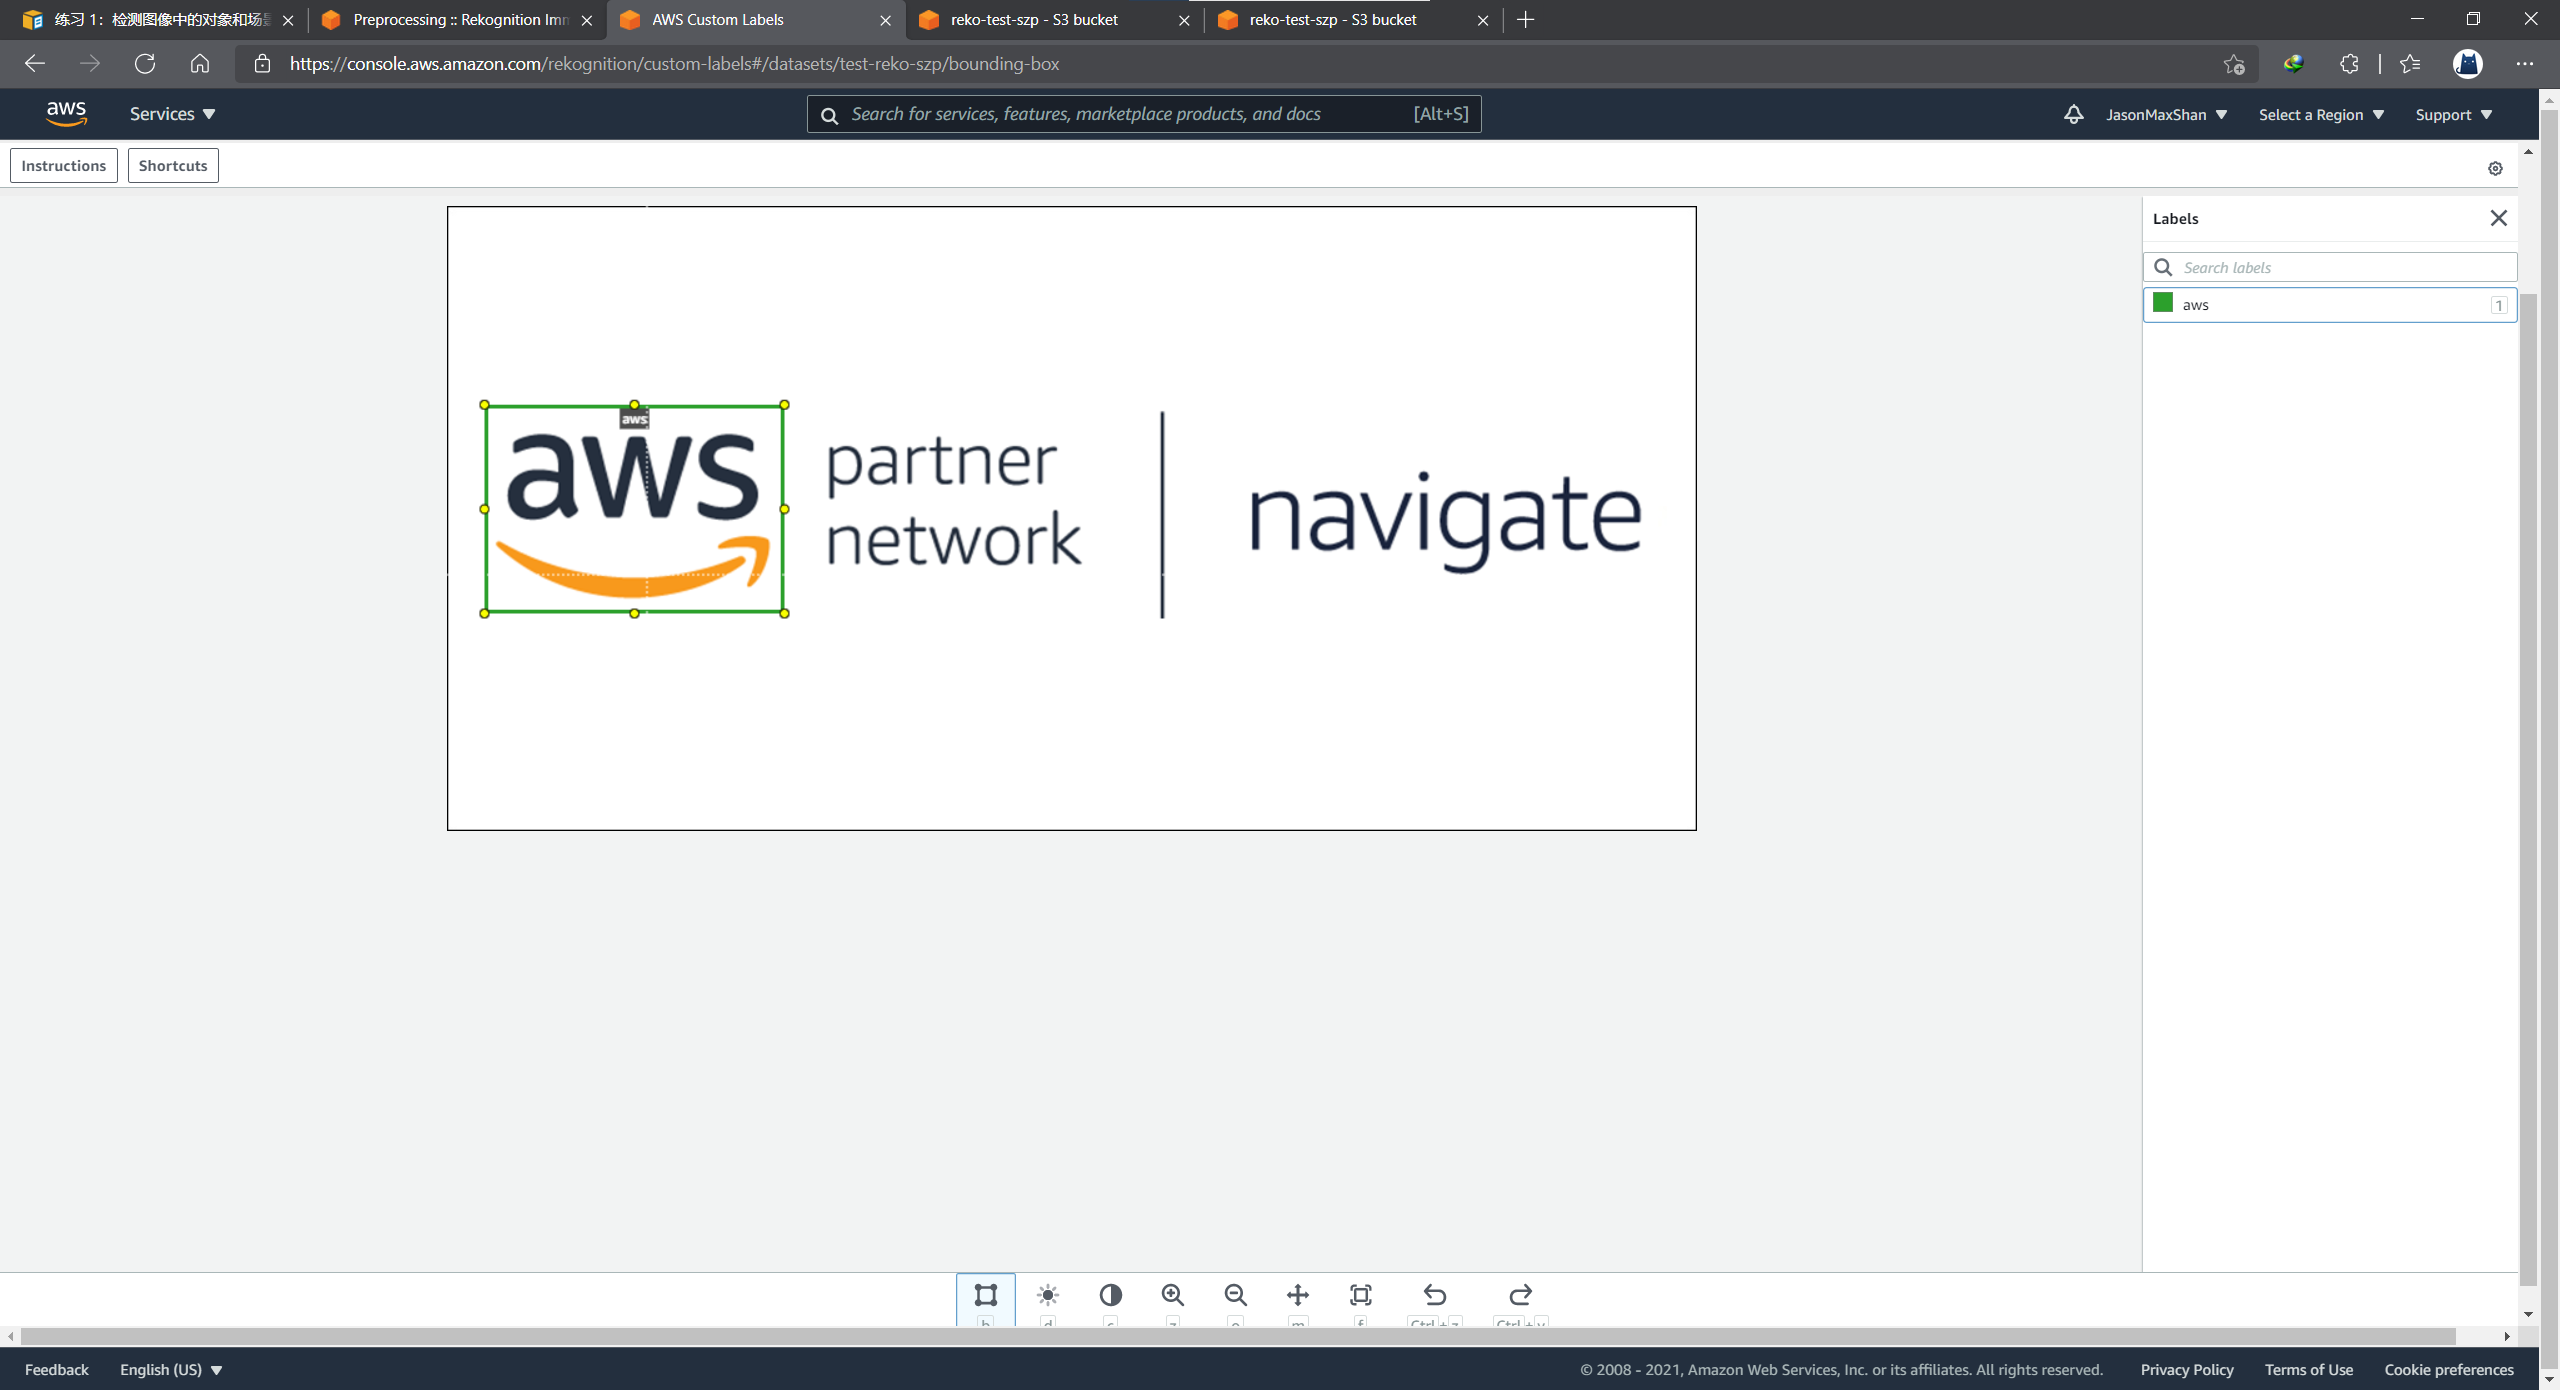 练习 1：检测图像中的对象和场
Preprocessing :: Rekognition Imm
AWS Custom Labels
reko-test-szp - S3 bucket
reko-test-szp - S3 bucket
https://console.aws.amazon.com/rekognition/custom-labels#/datasets/test-reko-szp/bounding-box
aws
Services
Search for services, features, marketplace products, and docs
[Alt+S]
JasonMaxShan
Select a Region
Support
Instructions
Shortcuts
Labels
Search labels
aws
1
aws
aws
partner
network
navigate
b
d
c
z
o
m
f
Ctrl + z
Ctrl + y
Feedback
English (US)
© 2008 - 2021, Amazon Web Services, Inc. or its affiliates. All rights reserved.
Privacy Policy
Terms of Use
Cookie preferences